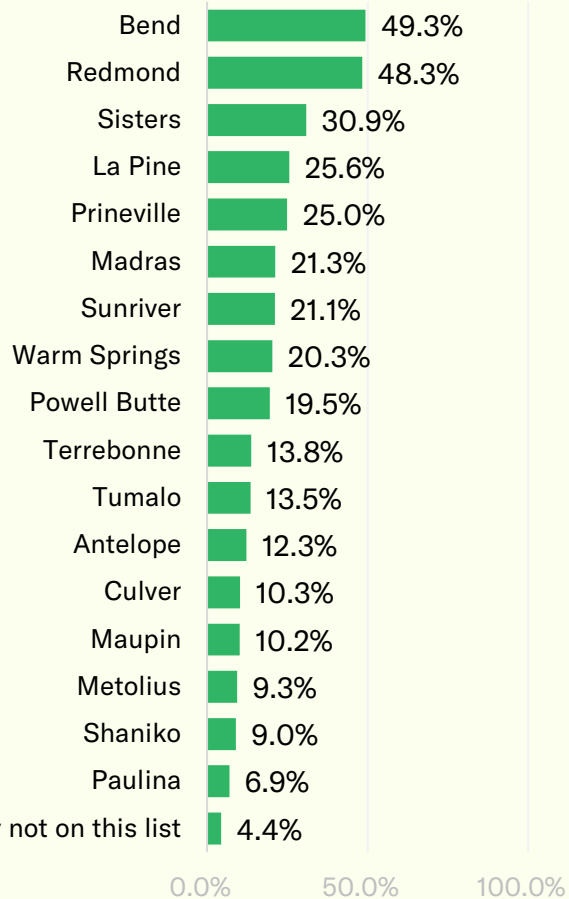 Bend 49.3%
Redmond 48.3%
Sisters 30.9%
La Pine 25.6%
Prineville 25.0%
Madras 21.3%
Sunriver 21.1%
Warm Springs 20.3%
Powell Butte 19.5%
Terrebonne 13.8%
Tumalo 13.5%
Antelope 12.3%
Culver 10.3%
Maupin 10.2%
Metolius 9.3%
Shaniko 9.0%
Paulina 6.9%
not on this list 4.4%
0.0% 50.0% 100.0%